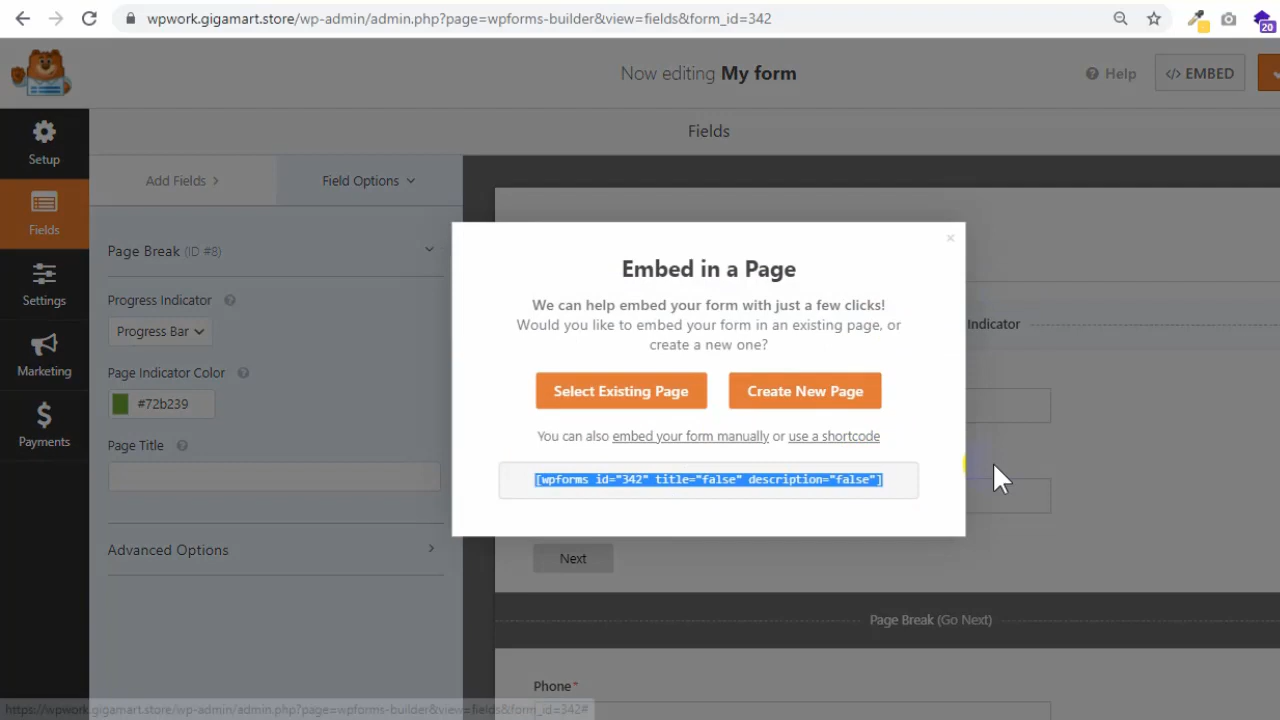 wpwork.gigamart.store/wp-admin/admin.php?page=wpforms-builder&view=fields&form_id=342
20
Now editing My form
Help
</> EMBED
Fields
Setup
Fields
Settings
Marketing
Payments
Add Fields
Field Options
Page Break (ID #8)
Progress Indicator
Progress Bar
Page Indicator Color
#72b239
Page Title
Advanced Options
Embed in a Page
We can help embed your form with just a few clicks!
Would you like to embed your form in an existing page, or
create a new one?
Select Existing Page
Create New Page
You can also embed your form manually or use a shortcode
[wpforms id="342" title="false" description="false"]
Indicator
Next
Page Break (Go Next)
Phone*
https://wpwork.gigamart.store/wp-admin/admin.php?page=wpforms-builder&view=fields&form_id=342#